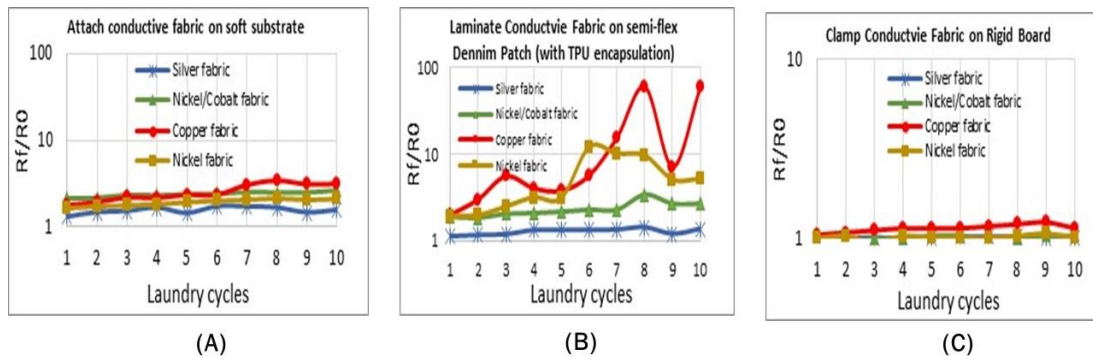 Attach conductive fabric on soft substrate
100
10
1
Rf/R0
Silver fabric
Nickel/Cobalt fabric
Copper fabric
Nickel fabric
1 2 3 4 5 6 7 8 9 10
Laundry cycles
(A)
Laminate Conductvie Fabric on semi-flex
Dennim Patch (with TPU encapsulation)
100
10
1
Rf/R0
Silver fabric
Nickel/Cobalt fabric
Copper fabric
Nickel fabric
1 2 3 4 5 6 7 8 9 10
Laundry cycles
(B)
Clamp Conductvie Fabric on Rigid Board
10
1
Rf/R0
Silver fabric
Nickel/Cobalt fabric
Copper fabric
Nickel fabric
1 2 3 4 5 6 7 8 9 10
Laundry cycles
(C)